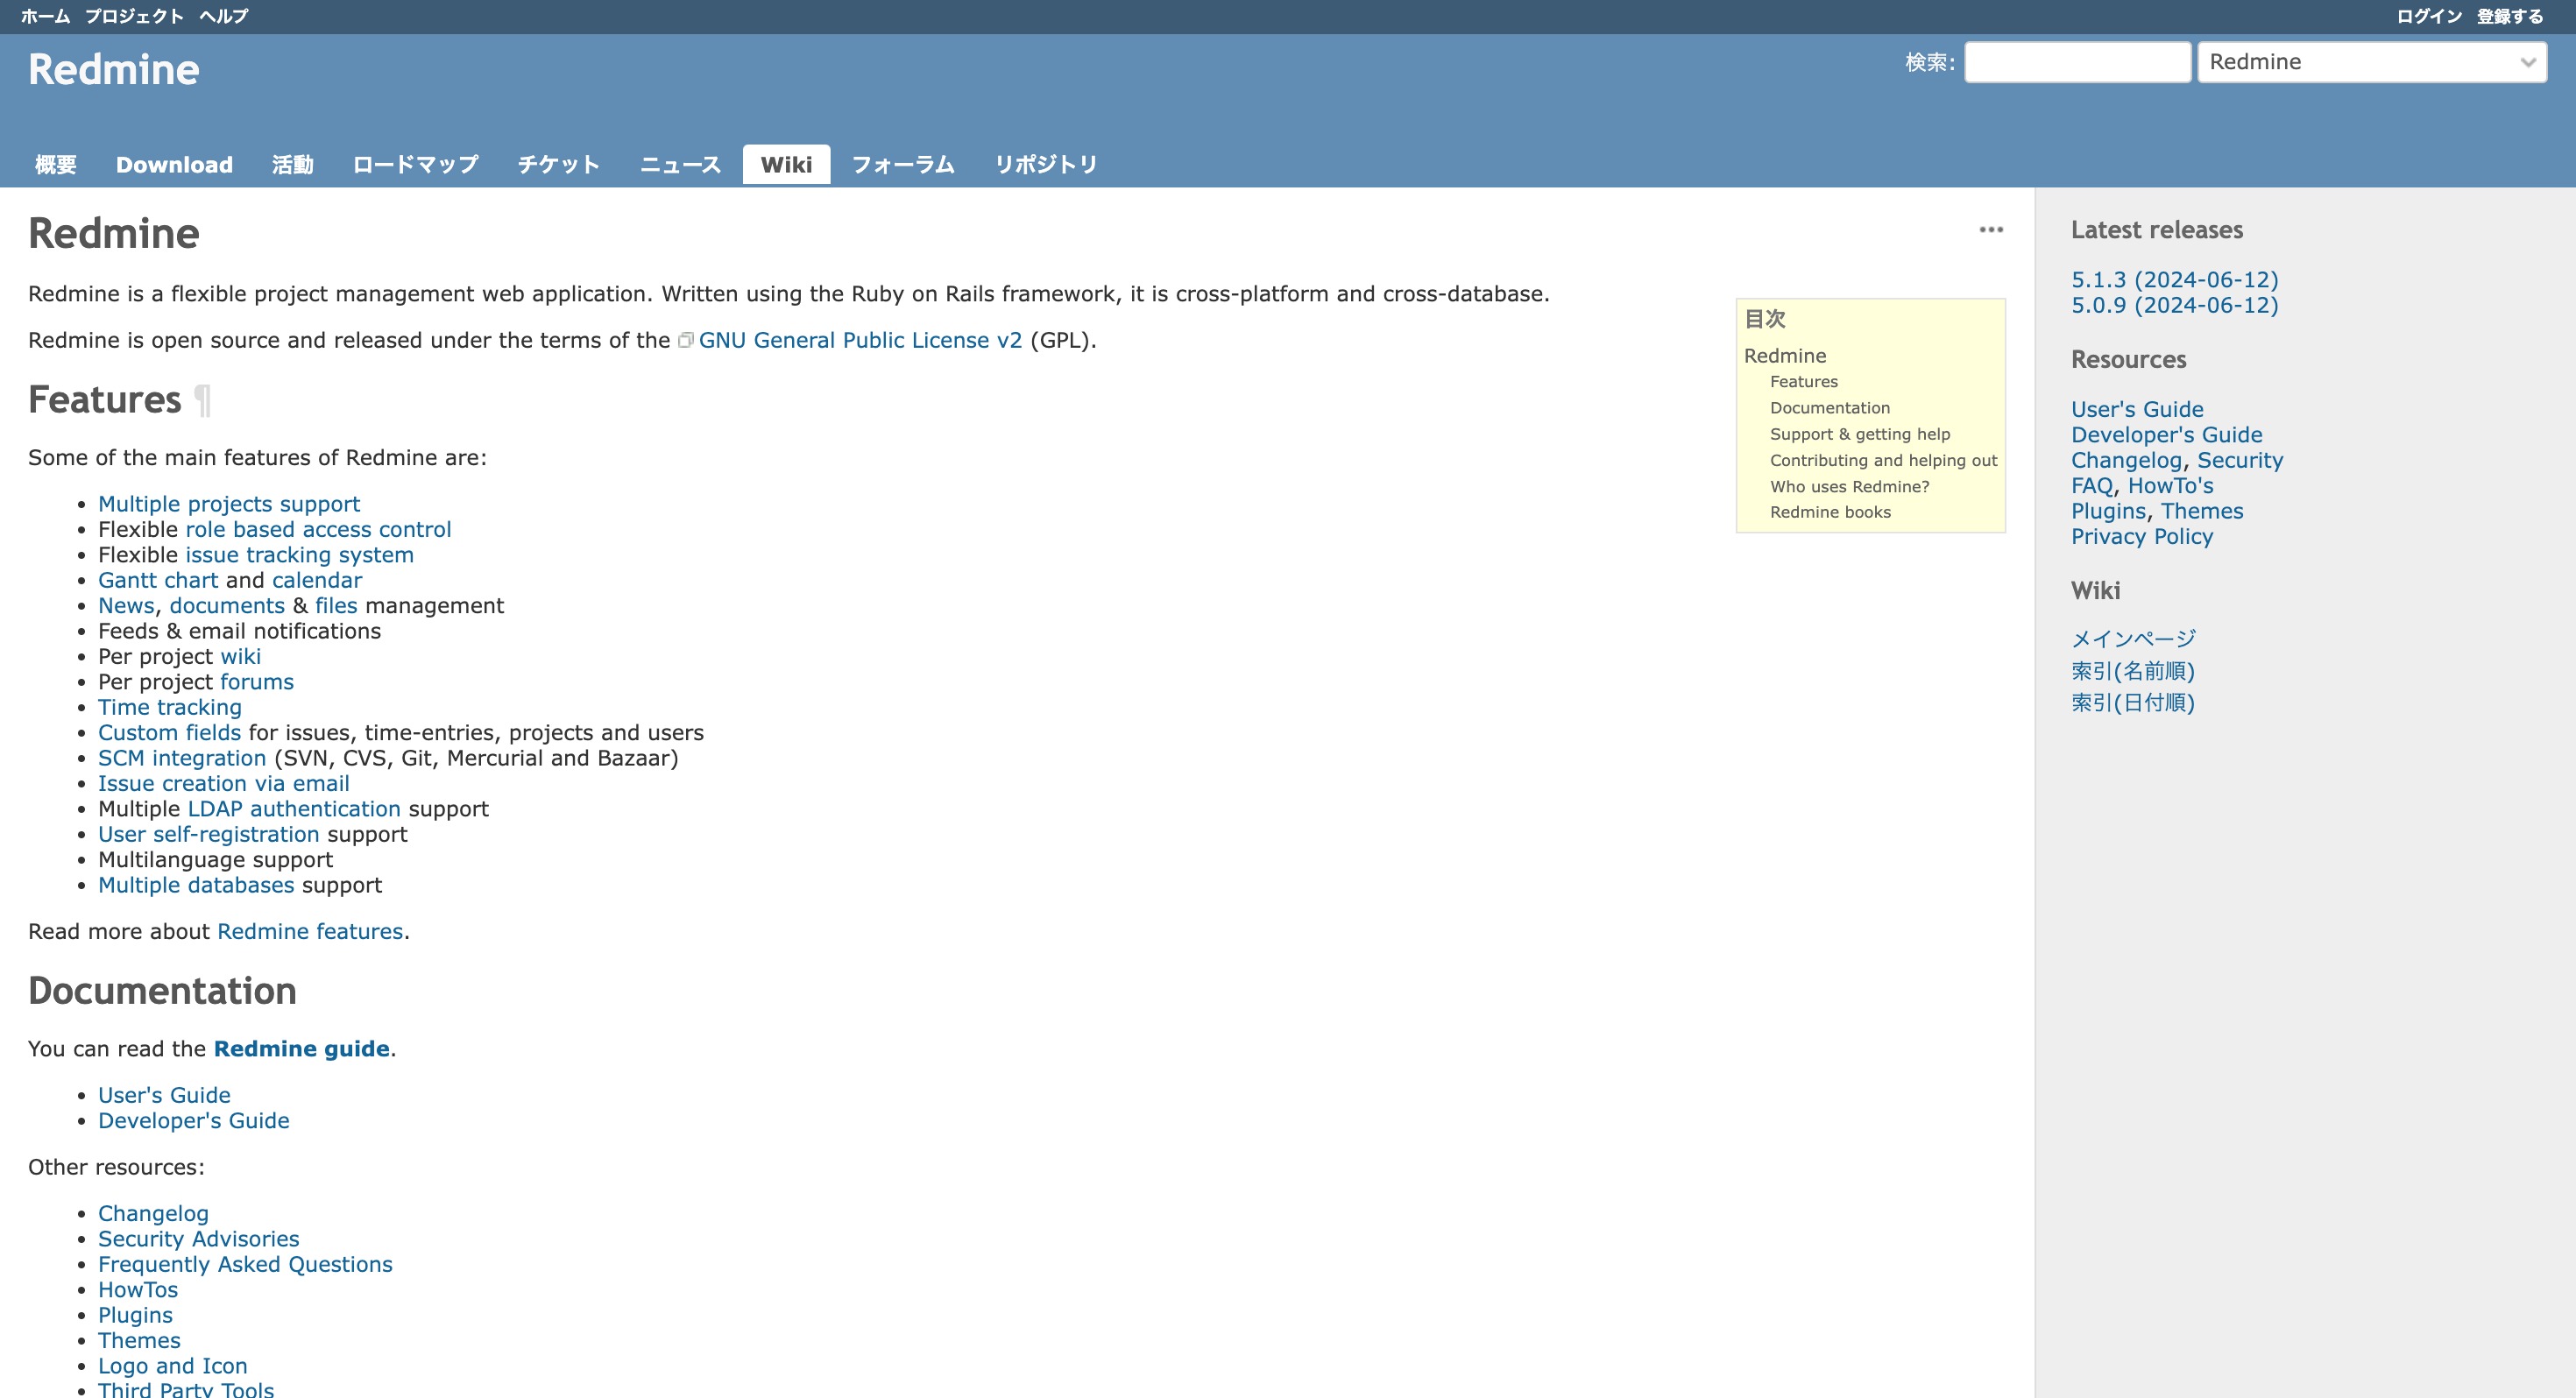 ホーム プロジェクト ヘルプ
ログイン 登録する
Redmine
検索:
Redmine
概要 Download 活動 ロードマップ チケット ニュース Wiki フォーラム リポジトリ
Redmine
Redmine is a flexible project management web application. Written using the Ruby on Rails framework, it is cross-platform and cross-database.
Redmine is open source and released under the terms of the GNU General Public License v2 (GPL).
目次
Redmine
Features
Documentation
Support & getting help
Contributing and helping out
Who uses Redmine?
Redmine books
Features ¶
Some of the main features of Redmine are:
• Multiple projects support
• Flexible role based access control
• Flexible issue tracking system
• Gantt chart and calendar
• News, documents & files management
• Feeds & email notifications
• Per project wiki
• Per project forums
• Time tracking
• Custom fields for issues, time-entries, projects and users
• SCM integration (SVN, CVS, Git, Mercurial and Bazaar)
• Issue creation via email
• Multiple LDAP authentication support
• User self-registration support
• Multilanguage support
• Multiple databases support
Read more about Redmine features.
Documentation
You can read the Redmine guide.
• User's Guide
• Developer's Guide
Other resources:
• Changelog
• Security Advisories
• Frequently Asked Questions
• HowTos
• Plugins
• Themes
• Logo and Icon
• Third Party Tools
Latest releases
5.1.3 (2024-06-12)
5.0.9 (2024-06-12)
Resources
User's Guide
Developer's Guide
Changelog, Security
FAQ, HowTo's
Plugins, Themes
Privacy Policy
Wiki
メインページ
索引(名前順)
索引(日付順)